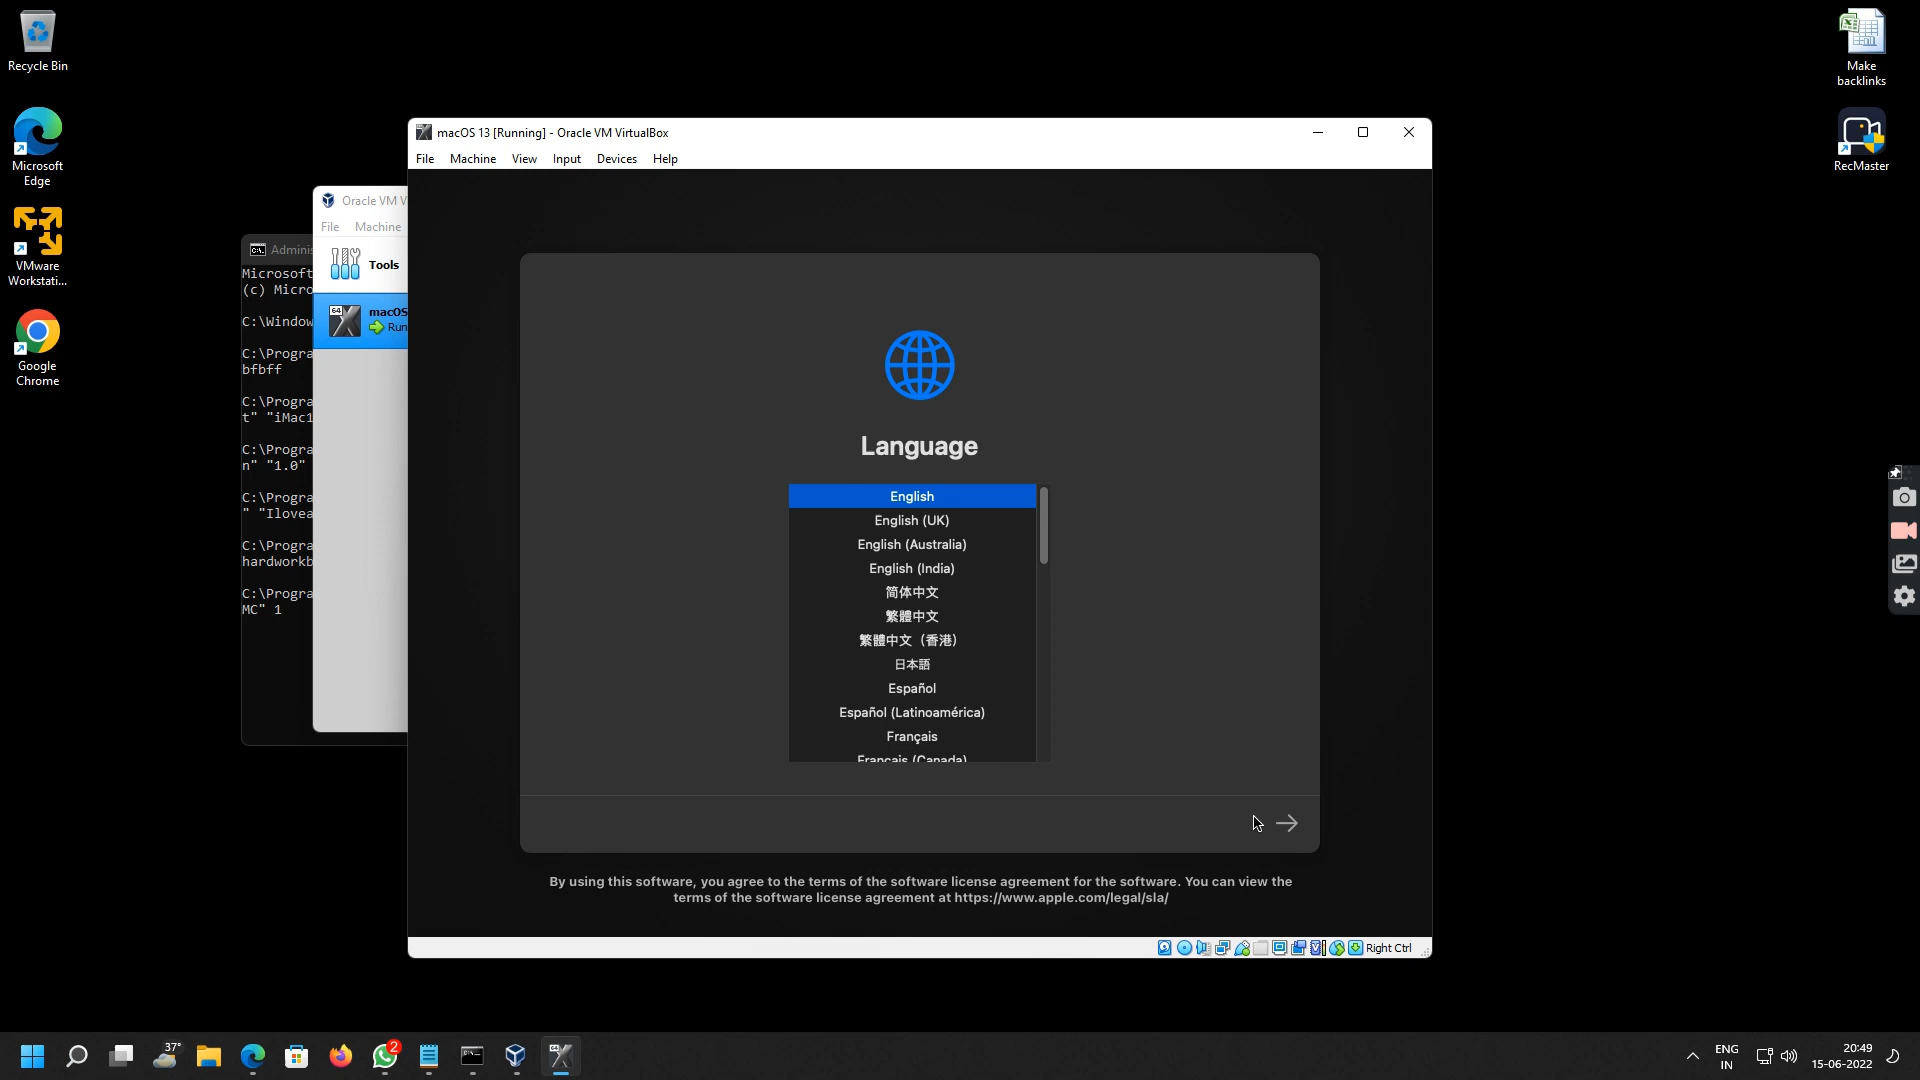 Recycle Bin
Microsoft
Edge
VMware
Workstati...
Google
Chrome
Make
backlinks
RecMaster
Adminis
Microsoft
(c) Micro
C:\Window
C:\Progra
bfbff
C:\Progra
t" "iMac1
C:\Progra
n" "1.0"
C:\Progra
" "Ilovea
C:\Progra
hardworkb
C:\Progra
MC" 1
Oracle VM V
File Machine
Tools
64
macOS
Run
macOS 13 [Running] - Oracle VM VirtualBox
File Machine View Input Devices Help
Language
English
English (UK)
English (Australia)
English (India)
简体中文
繁體中文
繁體中文（香港）
日本語
Español
Español (Latinoamérica)
Français
Français (Canada)
By using this software, you agree to the terms of the software license agreement for the software. You can view the
terms of the software license agreement at https://www.apple.com/legal/sla/
Right Ctrl
37°
2
ENG
IN
20:49
15-06-2022